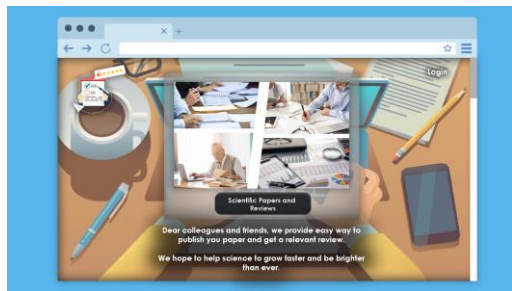 Login
Scientific Papers and
Reviews
Dear colleagues and friends, we provide easy way to
publish you paper and get a relevant review.
We hope to help science to grow faster and be brighter
than ever.